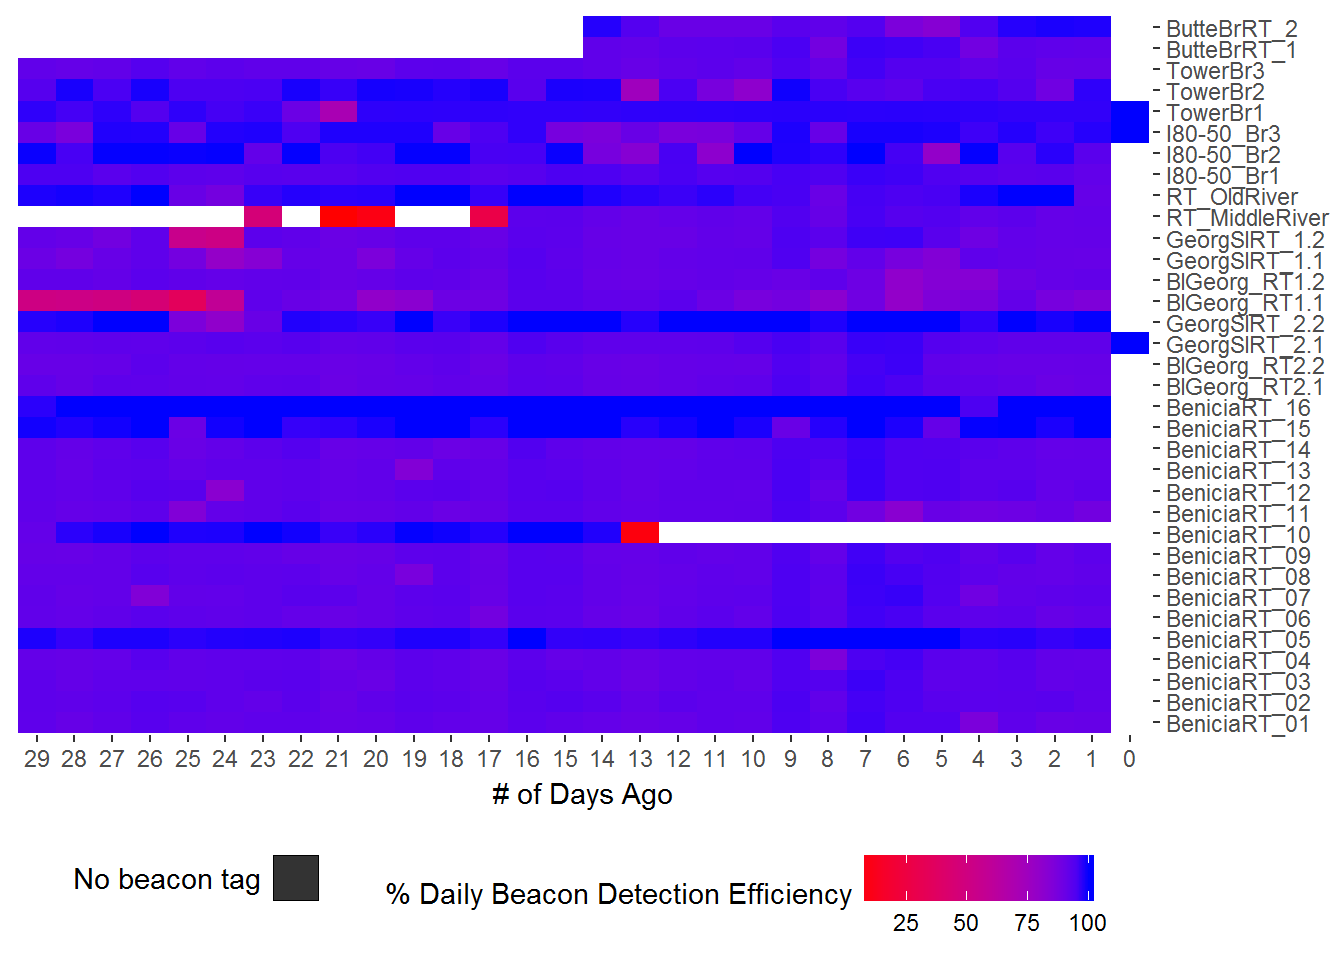 ButteBrRT_2
ButteBrRT_1
TowerBr3
TowerBr2
TowerBr1
I80-50_Br3
I80-50_Br2
I80-50_Br1
RT_OldRiver
RT_MiddleRiver
GeorgSlRT_1.2
GeorgSlRT_1.1
BlGeorg_RT1.2
BlGeorg_RT1.1
GeorgSlRT_2.2
GeorgSlRT_2.1
BlGeorg_RT2.2
BlGeorg_RT2.1
BeniciaRT_16
BeniciaRT_15
BeniciaRT_14
BeniciaRT_13
BeniciaRT_12
BeniciaRT_11
BeniciaRT_10
BeniciaRT_09
BeniciaRT_08
BeniciaRT_07
BeniciaRT_06
BeniciaRT_05
BeniciaRT_04
BeniciaRT_03
BeniciaRT_02
BeniciaRT_01
29 28 27 26 25 24 23 22 21 20 19 18 17 16 15 14 13 12 11 10 9 8 7 6 5 4 3 2 1 0
# of Days Ago
No beacon tag
% Daily Beacon Detection Efficiency
25 50 75 100